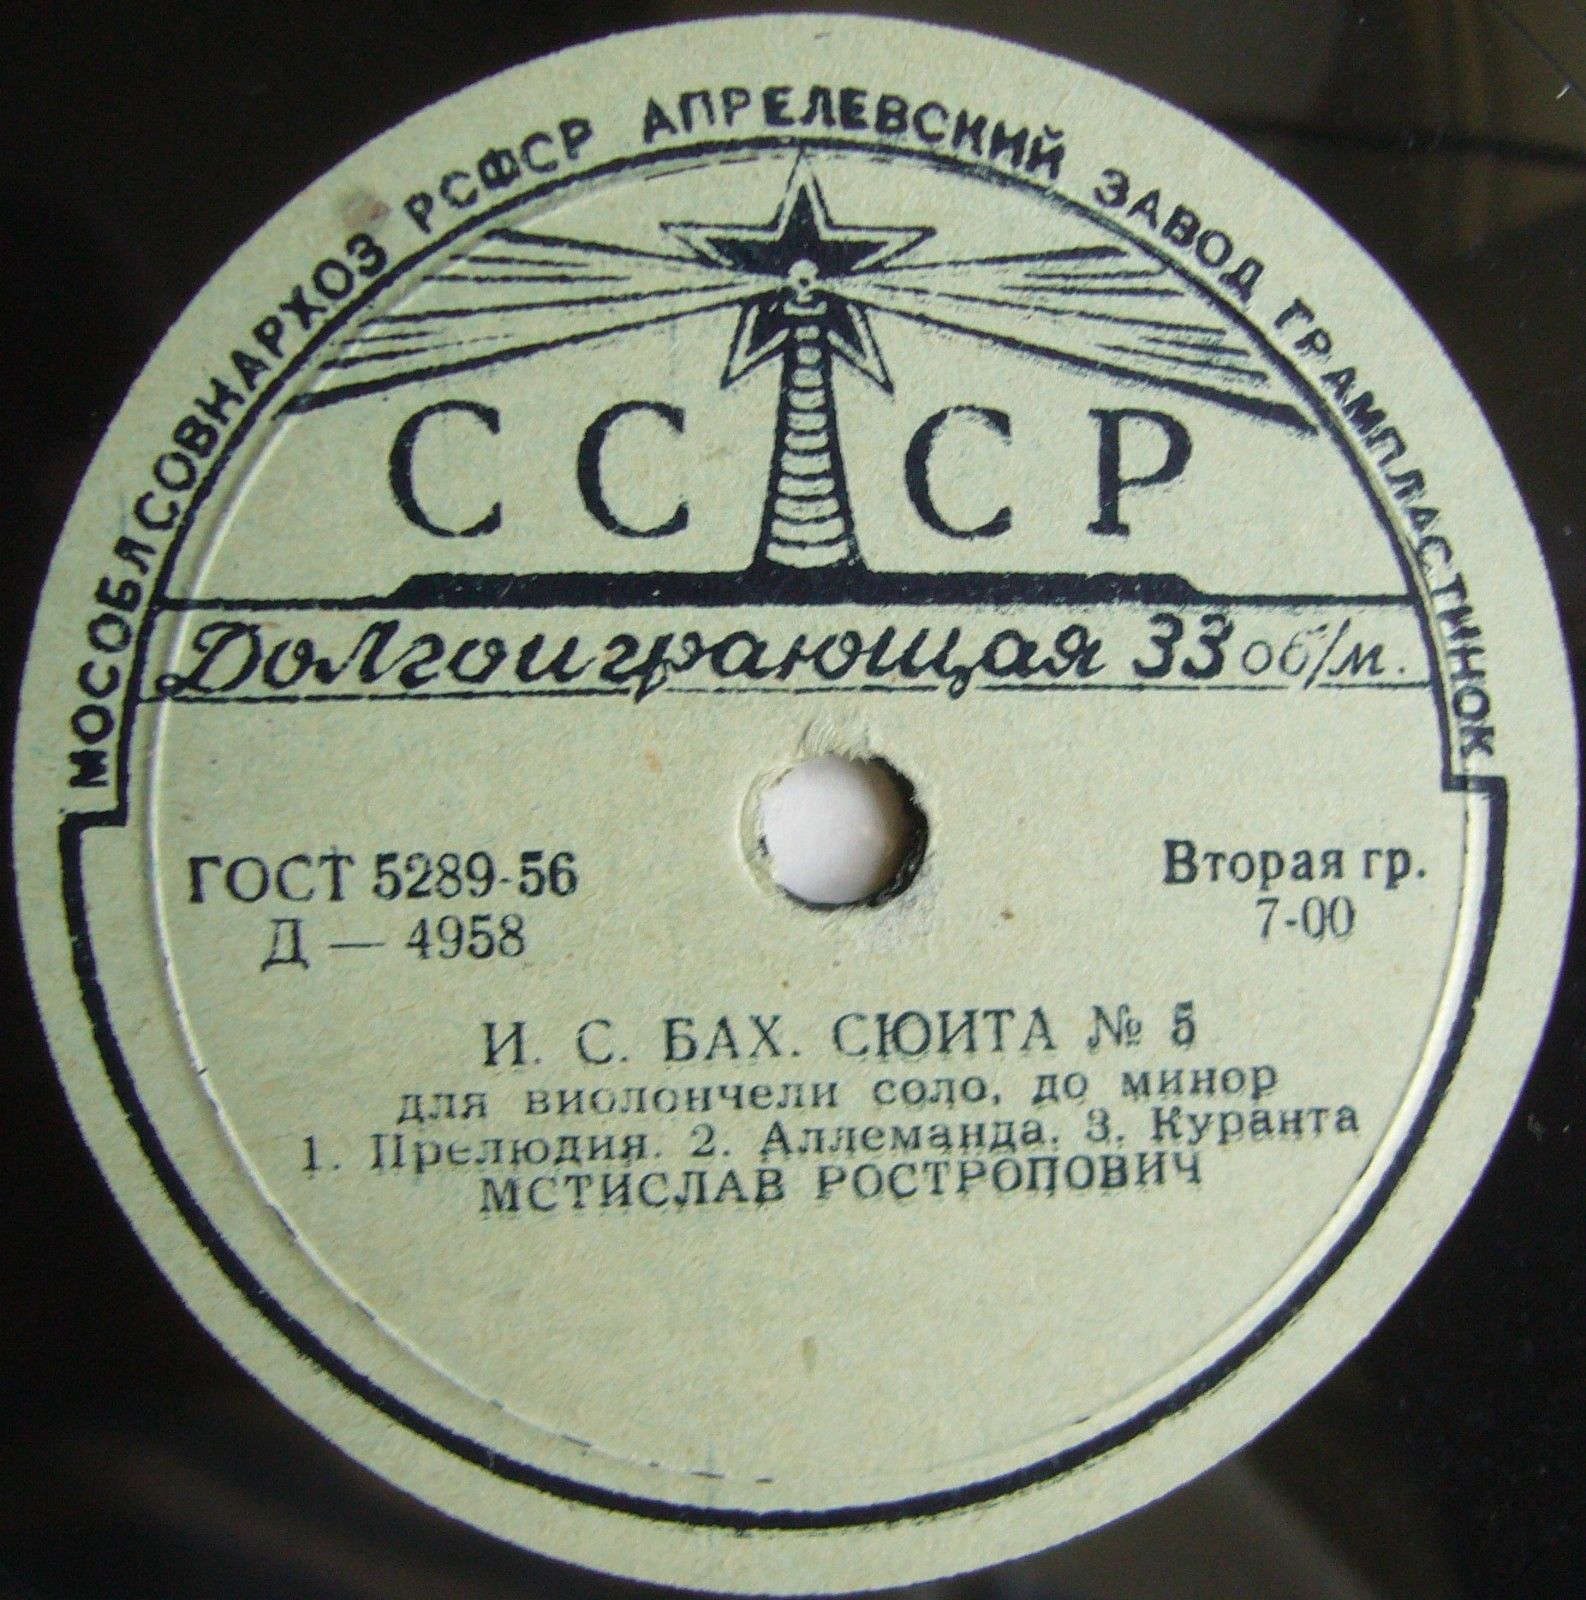 МОСОБЛСОВНАРХОЗ РСФСР АПРЕЛЕВСКИЙ ЗАВОД ГРАМПЛАСТИНОК
СССР
Долгоиграющая 33 об/м.
ГОСТ 5289-56
Д — 4958
Вторая гр.
7-00
И. С. БАХ. СЮИТА № 5
для виолончели соло, до минор
1. Прелюдия. 2. Аллеманда. 3. Куранта
МСТИСЛАВ РОСТРОПОВИЧ